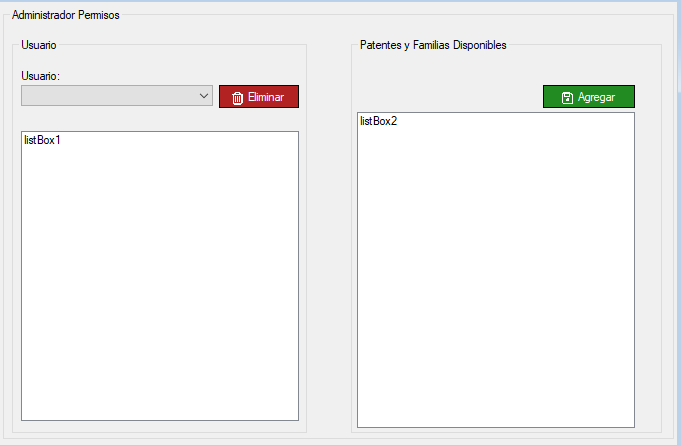 Administrador Permisos
Usuario
Usuario:
Eliminar
listBox1
Patentes y Familias Disponibles
Agregar
listBox2